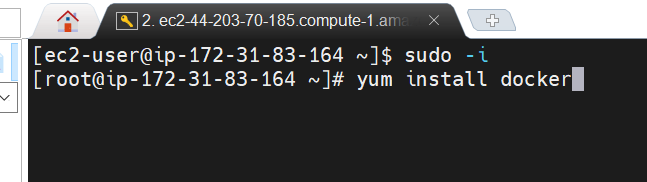 2. ec2-44-203-70-185.compute-1.ama
[ec2-user@ip-172-31-83-164 ~]$ sudo -i
[root@ip-172-31-83-164 ~]# yum install docker